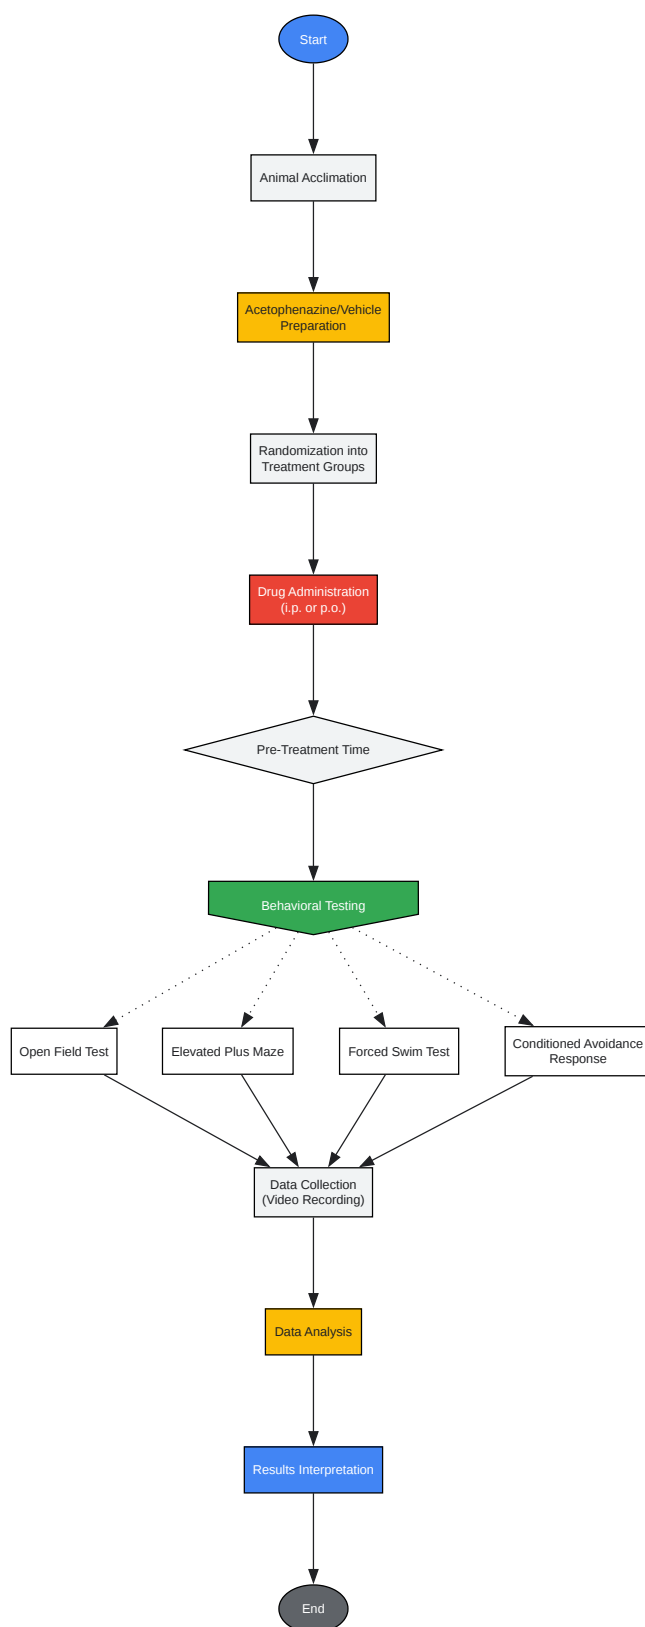 Start
Animal Acclimation
Acetophenazine/Vehicle
Preparation
Randomization into
Treatment Groups
Drug Administration
(i.p. or p.o.)
Pre-Treatment Time
Behavioral Testing
Open Field Test
Elevated Plus Maze
Forced Swim Test
Conditioned Avoidance
Response
Data Collection
(Video Recording)
Data Analysis
Results Interpretation
End